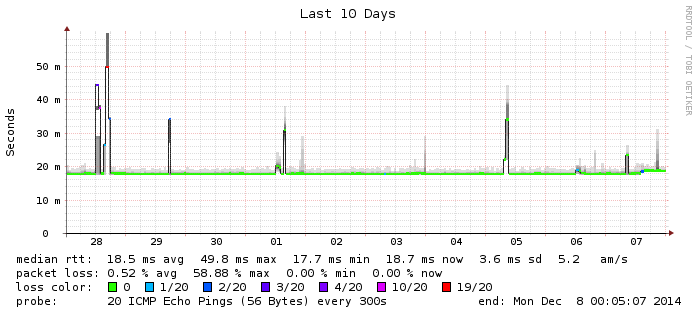 Last 10 Days
RRDTOOL / TOBI OETIKER
Seconds
50 m
40 m
30 m
20 m
10 m
0
28 29 30 01 02 03 04 05 06 07
median rtt: 18.5 ms avg 49.8 ms max 17.7 ms min 18.7 ms now 3.6 ms sd 5.2 am/s
packet loss: 0.52 % avg 58.88 % max 0.00 % min 0.00 % now
loss color: 0 1/20 2/20 3/20 4/20 10/20 19/20
probe: 20 ICMP Echo Pings (56 Bytes) every 300s end: Mon Dec 8 00:05:07 2014